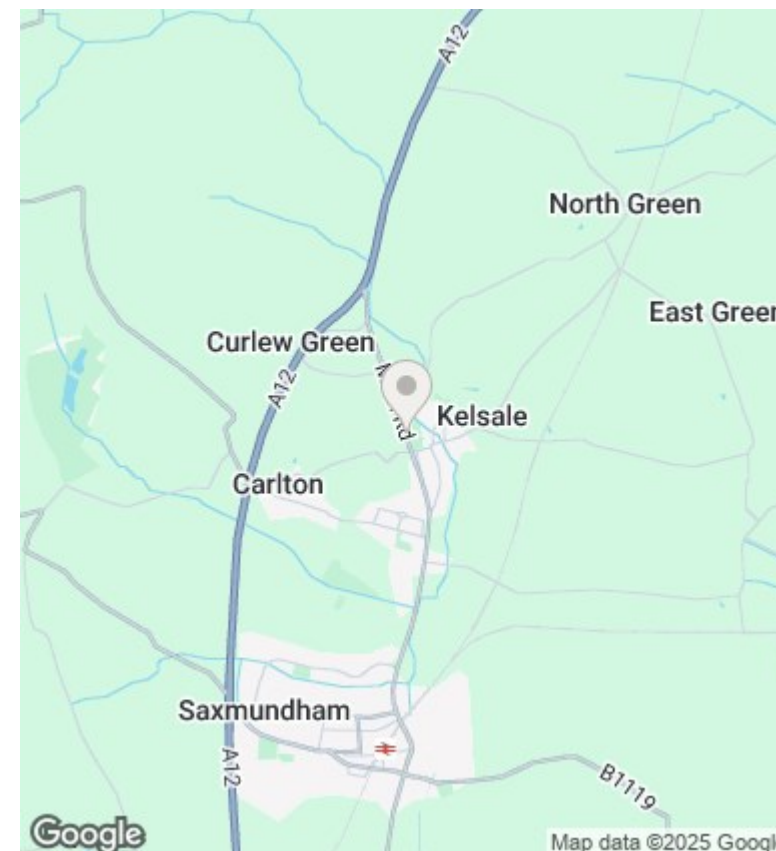 A12
North Green
East Green
Curlew Green
A12
Kelsale
Carlton
Saxmundham
A12
B1119
Google
Map data ©2025 Google